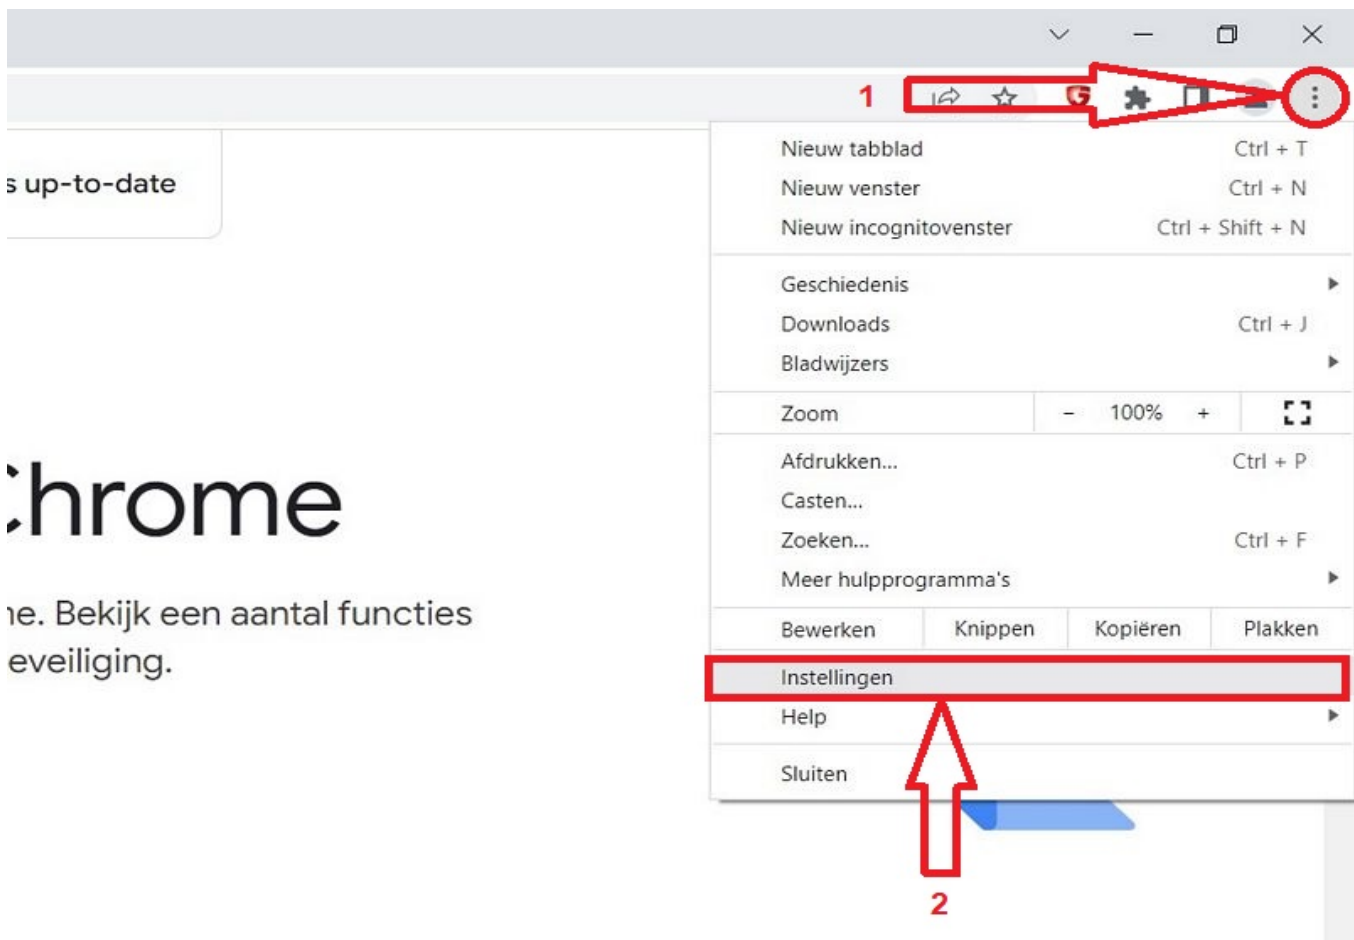 1
s up-to-date
Nieuw tabblad Ctrl + T
Nieuw venster Ctrl + N
Nieuw incognitovenster Ctrl + Shift + N
Geschiedenis
Downloads Ctrl + J
Bladwijzers
Zoom - 100% +
Afdrukken... Ctrl + P
Casten...
Zoeken... Ctrl + F
Meer hulpprogramma's
Bewerken Knippen Kopiëren Plakken
Instellingen
Help
Sluiten
Chrome
ne. Bekijk een aantal functies
eveiliging.
2